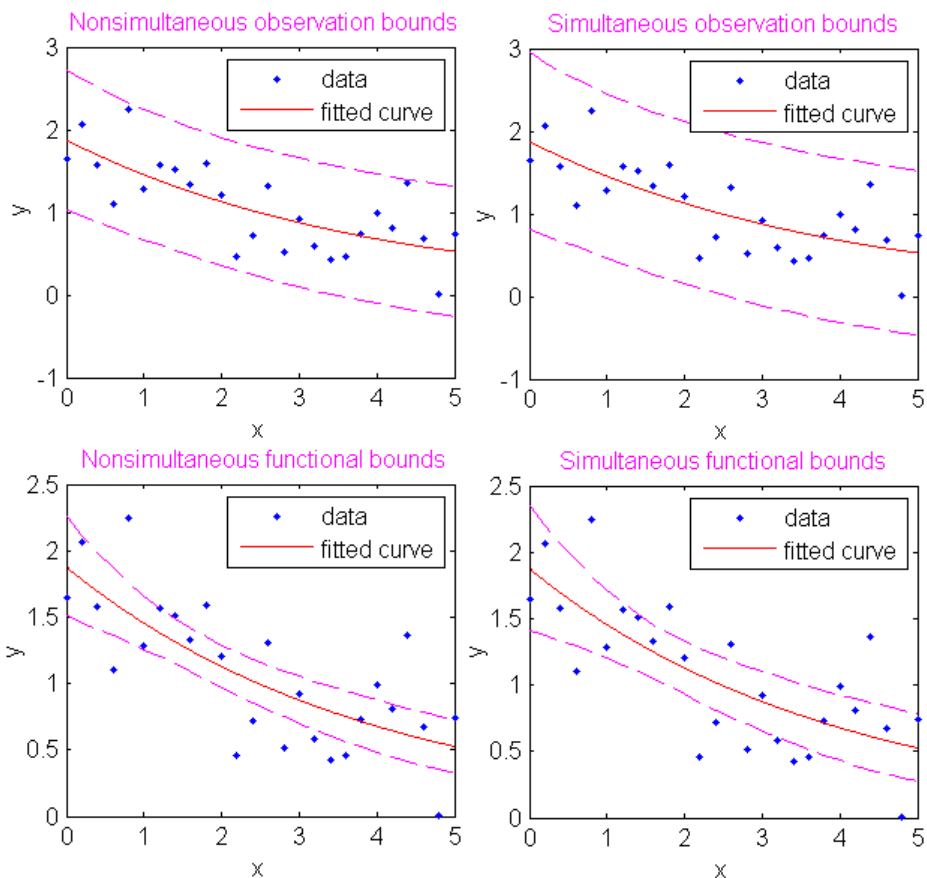 Nonsimultaneous observation bounds
3
2
1
0
-1
y
data
fitted curve
0 1 2 3 4 5
x
Simultaneous observation bounds
3
2
1
0
-1
y
data
fitted curve
0 1 2 3 4 5
x
Nonsimultaneous functional bounds
2.5
2
1.5
1
0.5
0
y
data
fitted curve
0 1 2 3 4 5
x
Simultaneous functional bounds
2.5
2
1.5
1
0.5
0
y
data
fitted curve
0 1 2 3 4 5
x